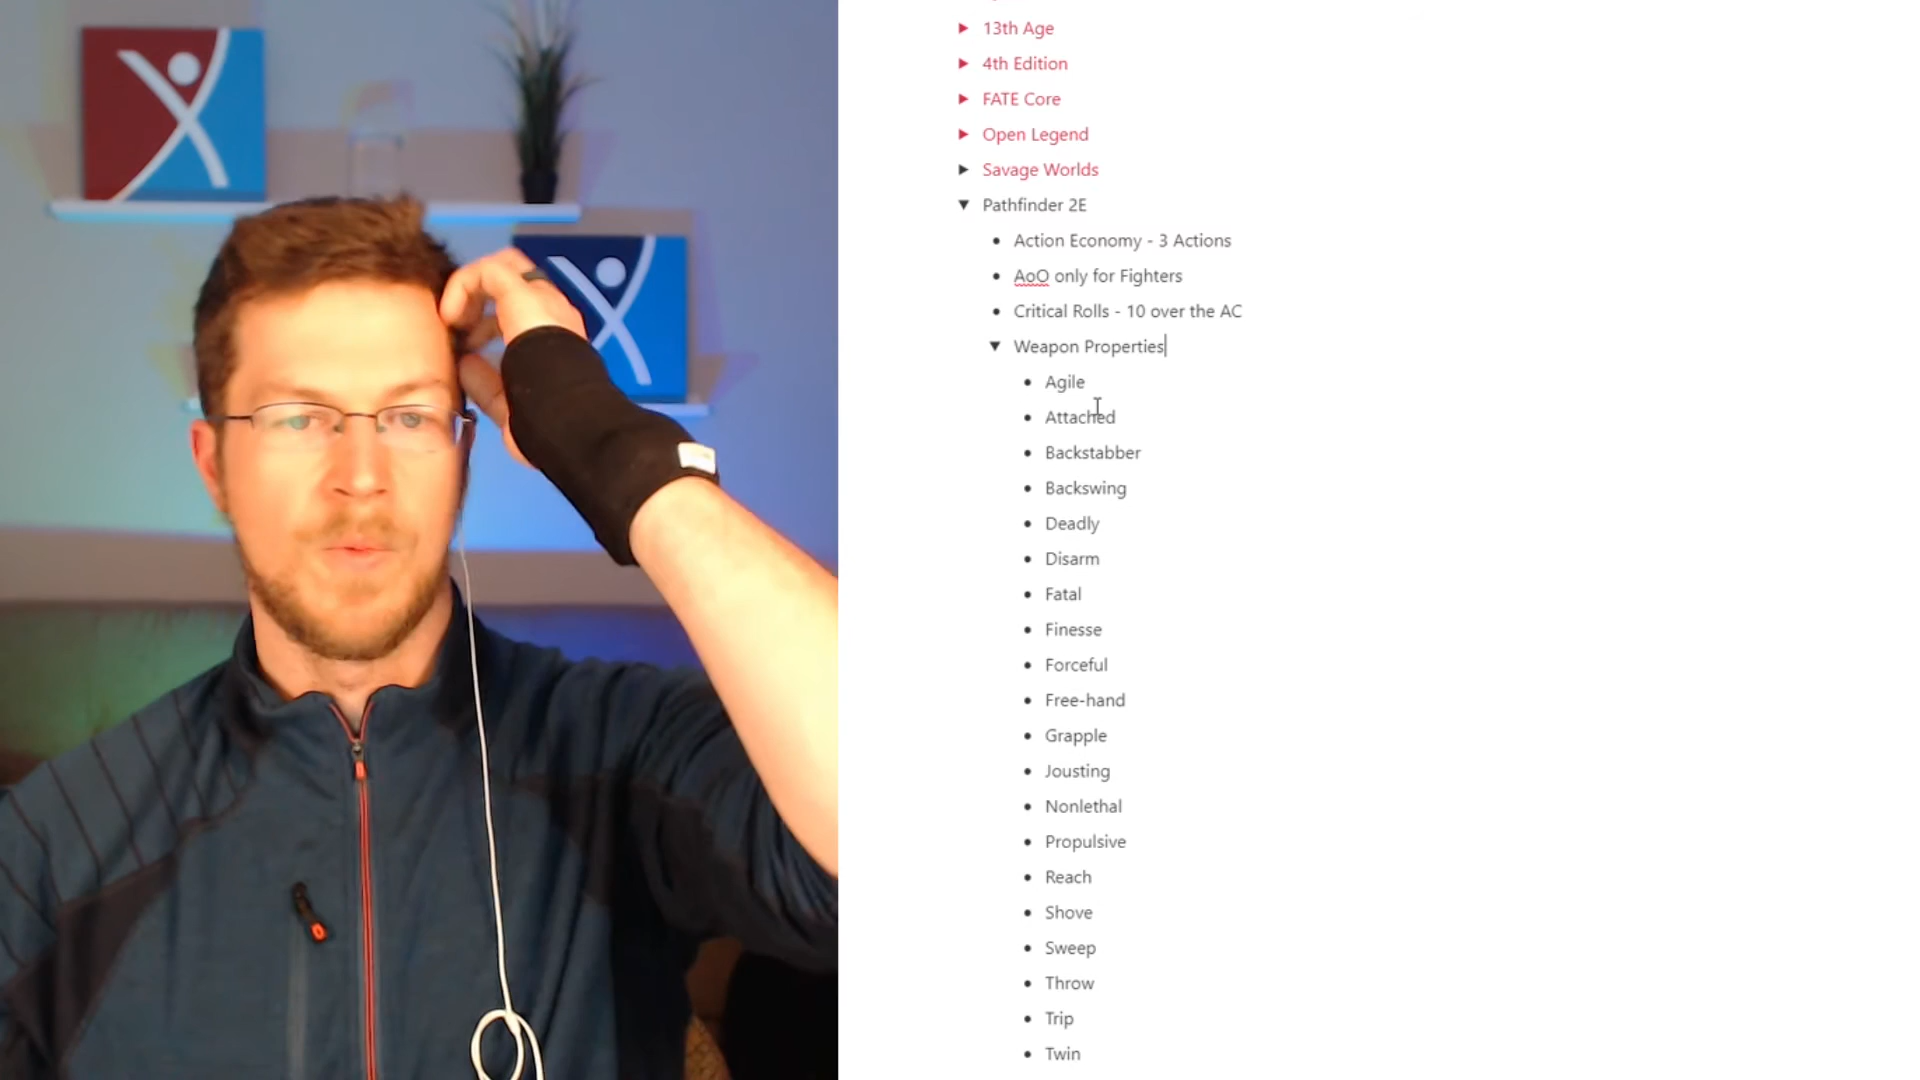 13th Age
4th Edition
FATE Core
Open Legend
Savage Worlds
Pathfinder 2E
Action Economy - 3 Actions
AoO only for Fighters
Critical Rolls - 10 over the AC
Weapon Properties
Agile
Attached
Backstabber
Backswing
Deadly
Disarm
Fatal
Finesse
Forceful
Free-hand
Grapple
Jousting
Nonlethal
Propulsive
Reach
Shove
Sweep
Throw
Trip
Twin